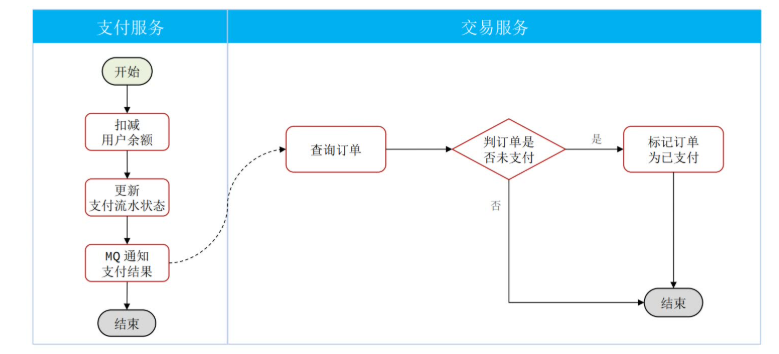 支付服务
交易服务
开始
扣减
用户余额
更新
支付流水状态
MQ 通知
支付结果
结束
查询订单
判订单是
否未支付
是
否
标记订单
为已支付
结束